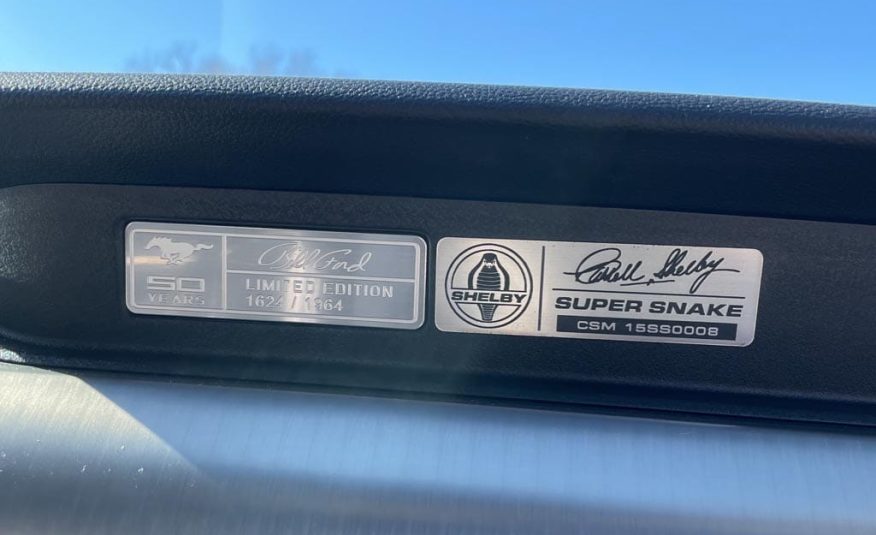 50
YEARS
Bill Ford
LIMITED EDITION
1624 / 1964
SHELBY
Carroll Shelby
SUPER SNAKE
CSM 15SS0008